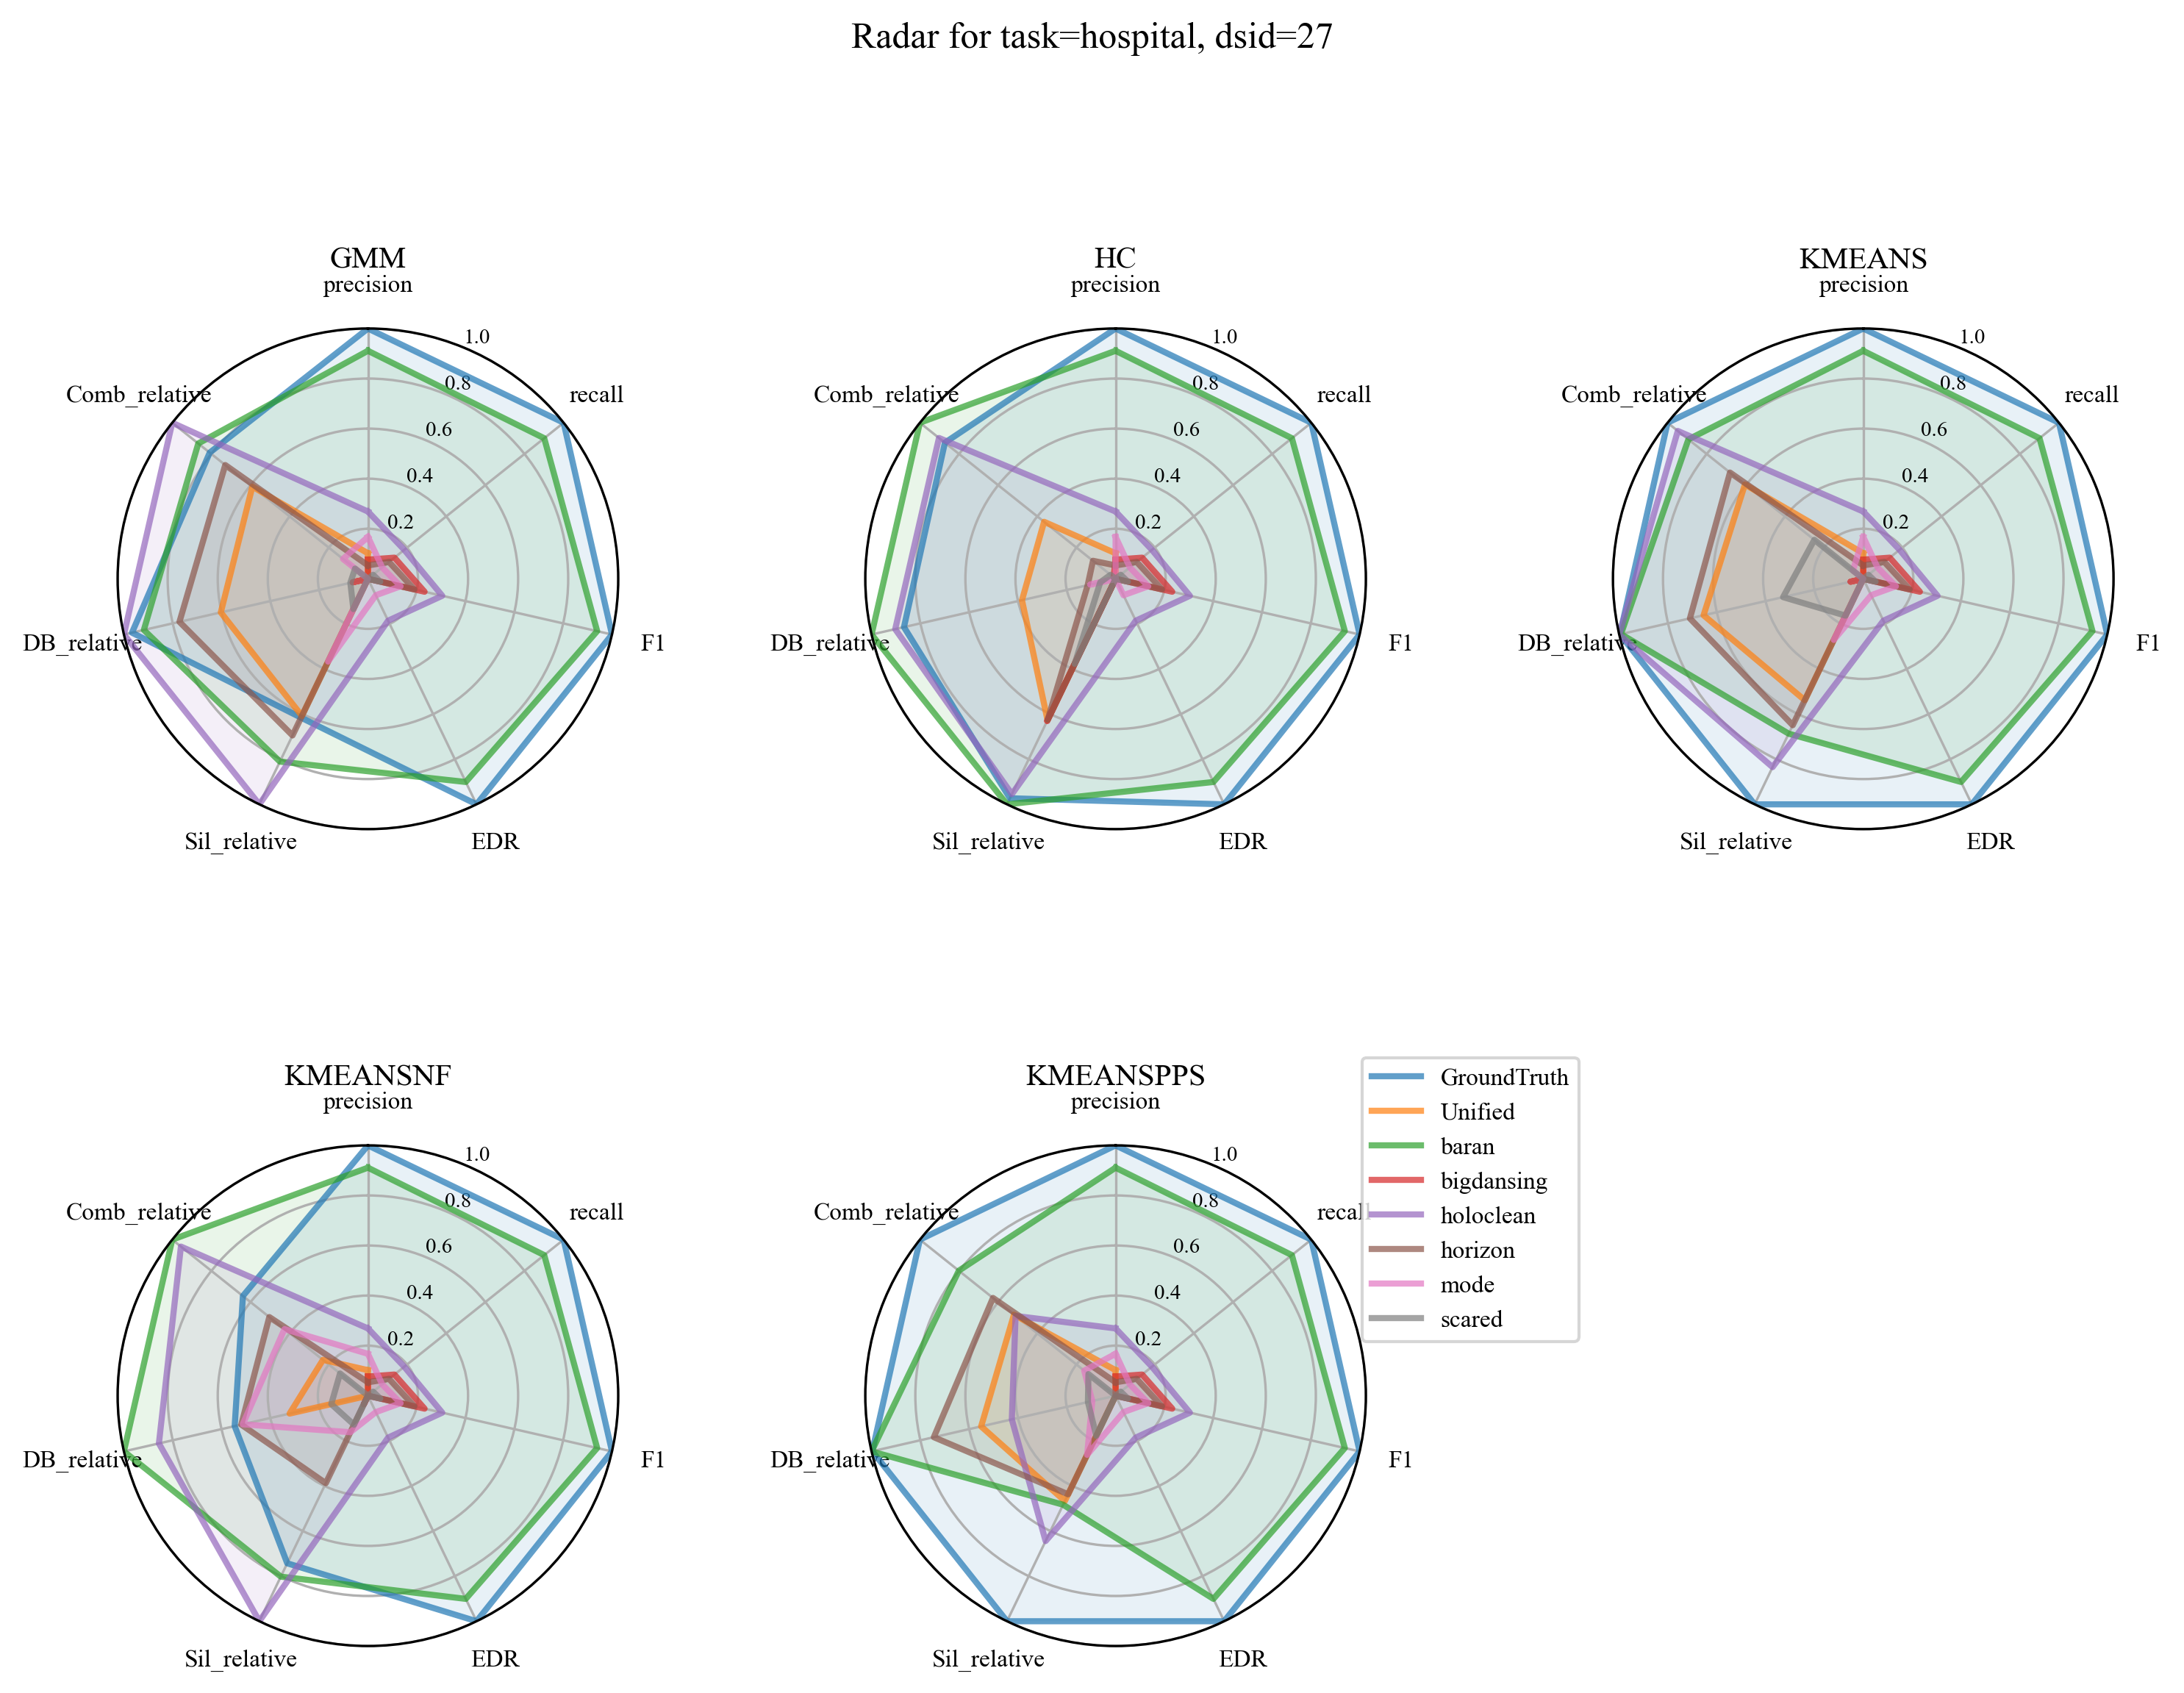 Radar for task=hospital, dsid=27
GMM
precision
1.0
0.8
0.6
0.4
0.2
recall
Comb_relative
DB_relative
F1
Sil_relative
EDR
HC
precision
1.0
0.8
0.6
0.4
0.2
recall
Comb_relative
DB_relative
F1
Sil_relative
EDR
KMEANS
precision
1.0
0.8
0.6
0.4
0.2
recall
Comb_relative
DB_relative
F1
Sil_relative
EDR
KMEANSNF
precision
1.0
0.8
0.6
0.4
0.2
recall
Comb_relative
DB_relative
F1
Sil_relative
EDR
KMEANSPPS
precision
1.0
0.8
0.6
0.4
0.2
recall
Comb_relative
DB_relative
F1
Sil_relative
EDR
GroundTruth
Unified
baran
bigdansing
holoclean
horizon
mode
scared